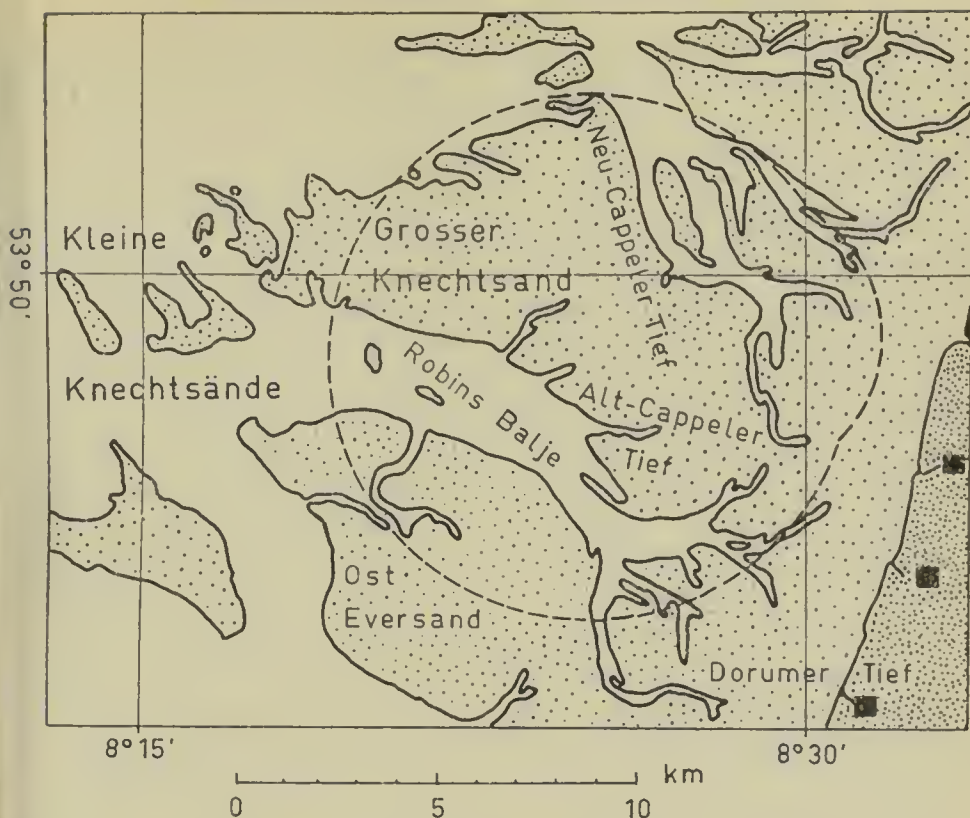 Neu-Cappeler-Tief
Kleine
Grosser
53° 50'
Knechtsand
Robins Balje
Knechtsände
Alt-Cappeler
Tief
Ost
Eversand
Dorumer Tief
8° 15'
8° 30'
km
0 5 10